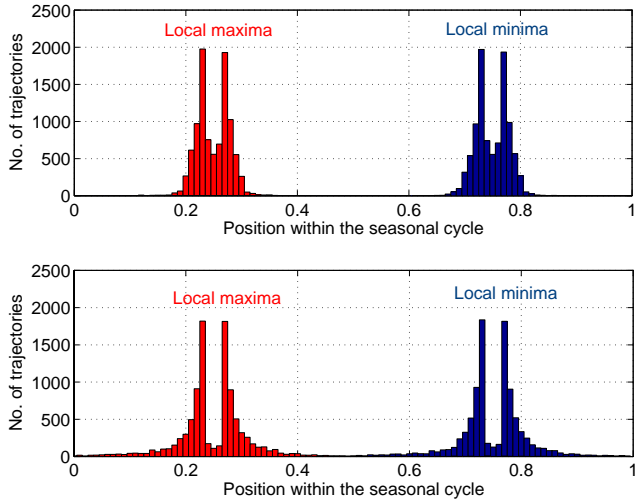 2500
2000
1500
1000
500
0
No. of trajectories
Local maxima
Local minima
0 0.2 0.4 0.6 0.8 1
Position within the seasonal cycle
2500
2000
1500
1000
500
0
No. of trajectories
Local maxima
Local minima
0 0.2 0.4 0.6 0.8 1
Position within the seasonal cycle